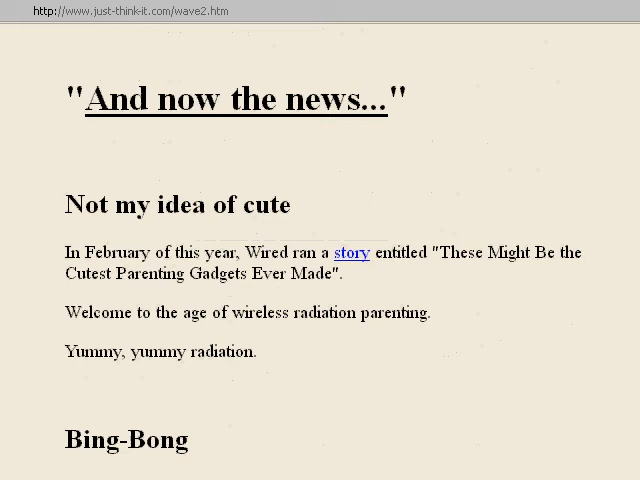 http://www.just-think-it.com/wave2.htm
"And now the news..."
Not my idea of cute
In February of this year, Wired ran a story entitled "These Might Be the
Cutest Parenting Gadgets Ever Made".
Welcome to the age of wireless radiation parenting.
Yummy, yummy radiation.
Bing-Bong